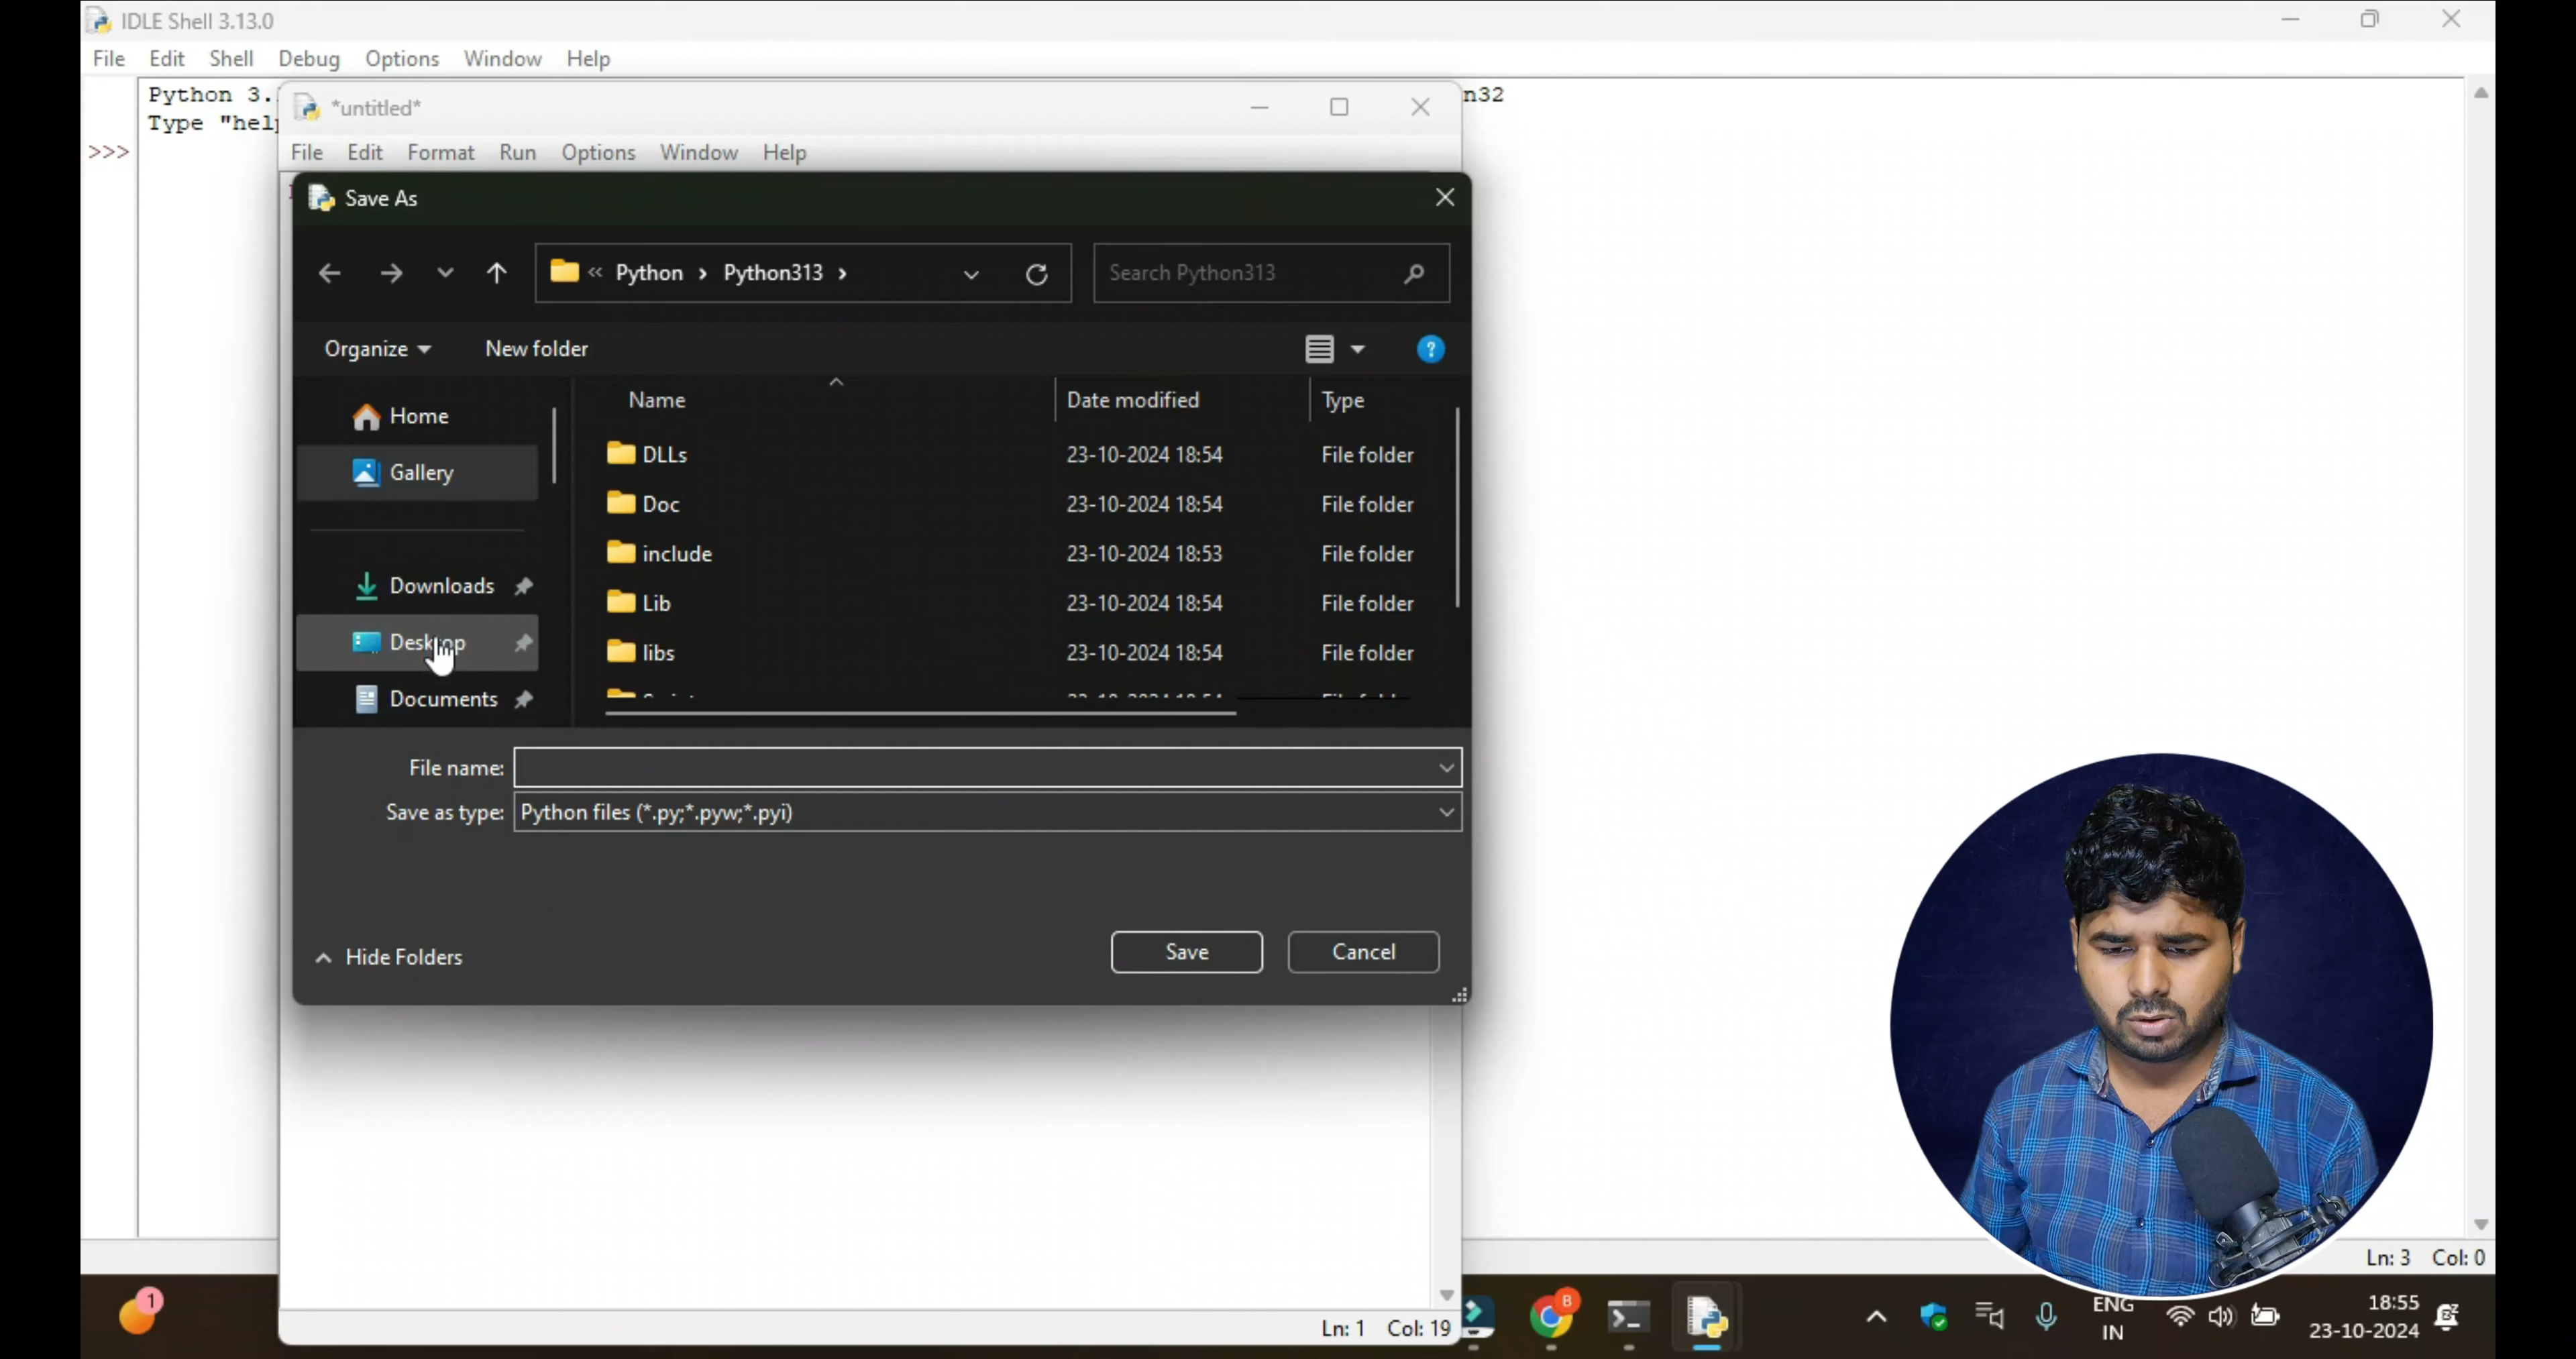 IDLE Shell 3.13.0
File Edit Shell Debug Options Window Help
Python 3.
n32
Type "help
>>>
*untitled*
File Edit Format Run Options Window Help
Save As
« Python › Python313 ›
Search Python313
Organize
New folder
Home
Gallery
Downloads
Desktop
Documents
Name Date modified Type
DLLs 23-10-2024 18:54 File folder
Doc 23-10-2024 18:54 File folder
include 23-10-2024 18:53 File folder
Lib 23-10-2024 18:54 File folder
libs 23-10-2024 18:54 File folder
File name:
Save as type: Python files (*.py;*.pyw;*.pyi)
Hide Folders
Save
Cancel
Ln: 3 Col: 0
Ln: 1 Col: 19
1
B
ENG
IN
18:55
23-10-2024